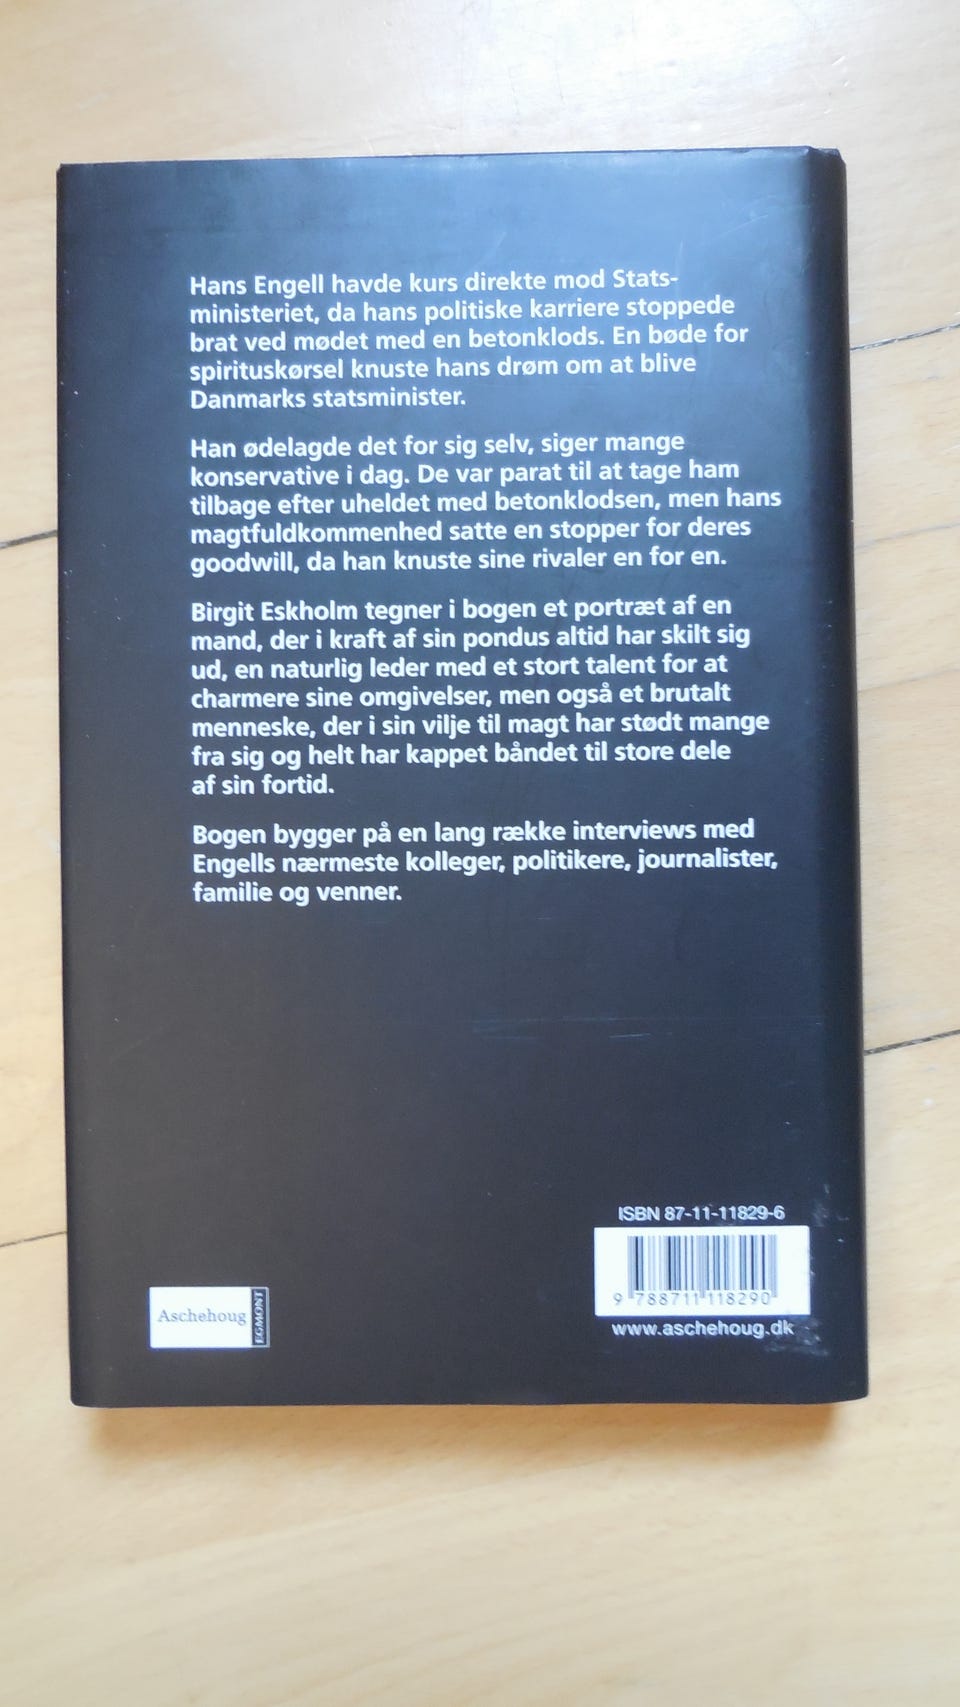 Hans Engell havde kurs direkte mod Stats-
ministeriet, da hans politiske karriere stoppede
brat ved mødet med en betonklods. En bøde for
spirituskørsel knuste hans drøm om at blive
Danmarks statsminister.
Han ødelagde det for sig selv, siger mange
konservative i dag. De var parat til at tage ham
tilbage efter uheldet med betonklodsen, men hans
magtfuldkommenhed satte en stopper for deres
goodwill, da han knuste sine rivaler en for en.
Birgit Eskholm tegner i bogen et portræt af en
mand, der i kraft af sin pondus altid har skilt sig
ud, en naturlig leder med et stort talent for at
charmere sine omgivelser, men også et brutalt
menneske, der i sin vilje til magt har stødt mange
fra sig og helt har kappet båndet til store dele
af sin fortid.
Bogen bygger på en lang række interviews med
Engells nærmeste kolleger, politikere, journalister,
familie og venner.
ISBN 87-11-11829-6
9 788711 118290
www.aschehoug.dk
Aschehoug
EGMONT